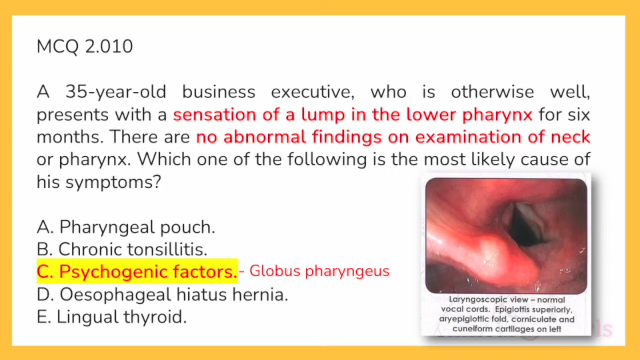 MCQ 2.010
A 35-year-old business executive, who is otherwise well,
presents with a sensation of a lump in the lower pharynx for six
months. There are no abnormal findings on examination of neck
or pharynx. Which one of the following is the most likely cause of
his symptoms?
A. Pharyngeal pouch.
B. Chronic tonsillitis.
C. Psychogenic factors. - Globus pharyngeus
D. Oesophageal hiatus hernia.
E. Lingual thyroid.
Laryngoscopic view – normal
vocal cords. Epiglottis superiorly,
aryepiglottic fold, corniculate and
cuneiform cartilages on left